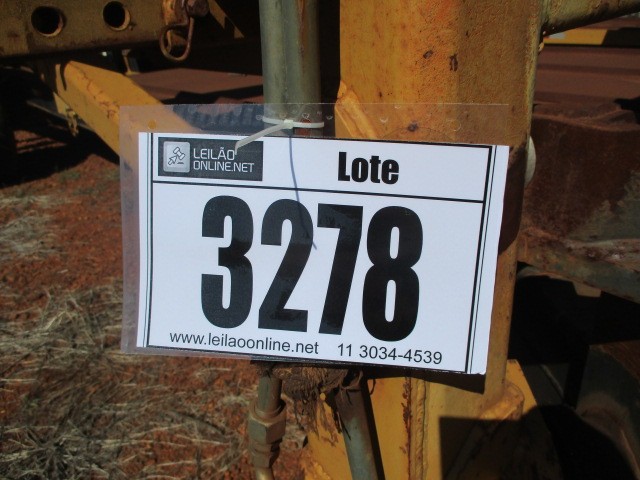 LEILÃO
ONLINE.NET
Lote
3278
www.leilaoonline.net 11 3034-4539